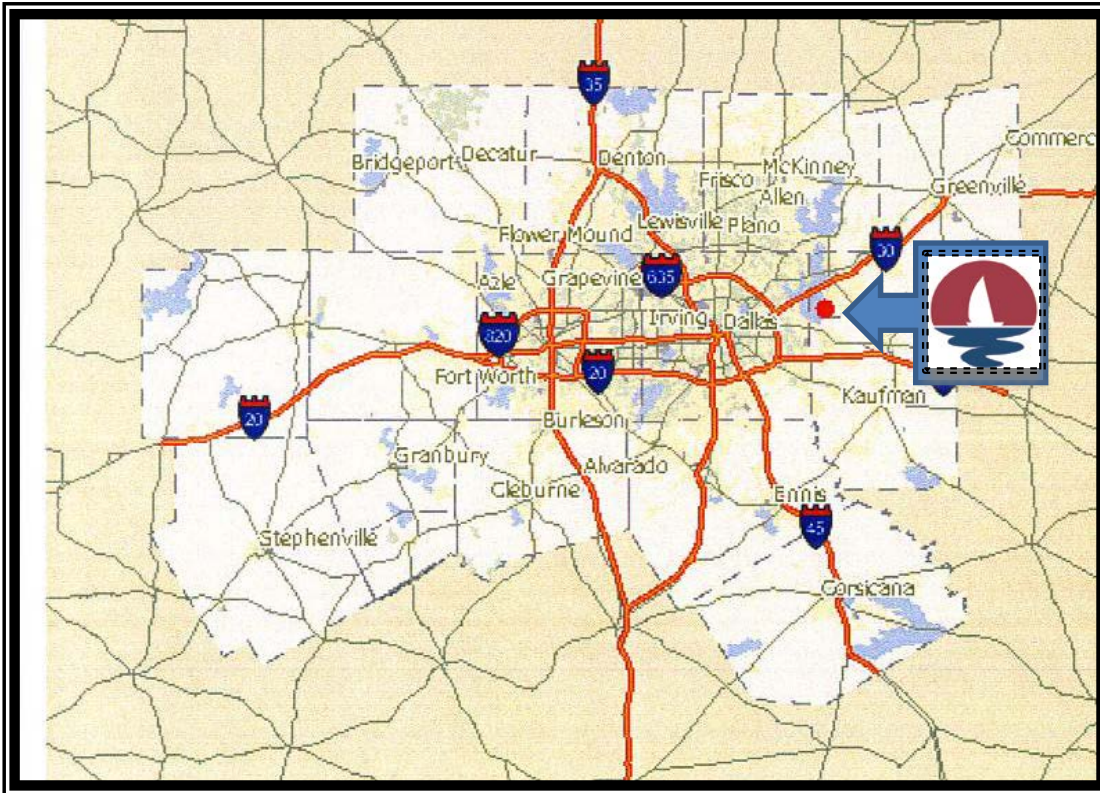 35
Commerc
Bridgeport
Decatur
Denton
McKinney
Frisco
Allen
Greenville
Lewisville
Plano
Flower Mound
30
Azle
Grapevine
635
Irving
Dallas
820
Fort Worth
20
Kaufman
20
Burleson
Granbury
Alvarado
Cleburne
Ennis
45
Stephenville
Corsicana